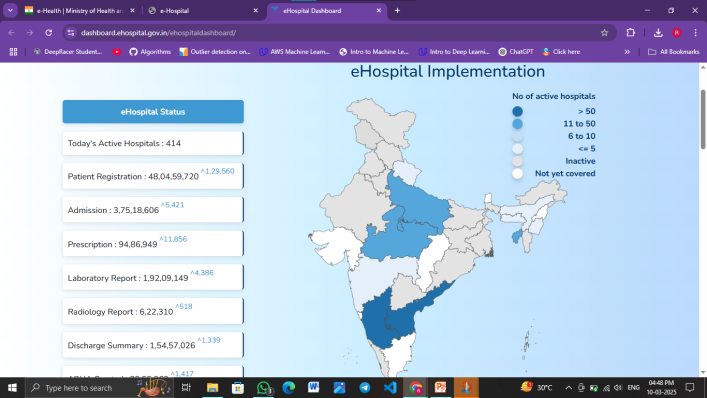 e-Health | Ministry of Health an
e-Hospital
eHospital Dashboard
dashboard.ehospital.gov.in/ehospitaldashboard/
DeepRacer Student...
Algorithms
Outlier detection on...
AWS Machine Learn...
Intro to Machine Le...
Intro to Deep Learni...
ChatGPT
Click here
All Bookmarks
eHospital Implementation
eHospital Status
Today's Active Hospitals : 414
Patient Registration : 48,04,59,720 ^1,29,560
Admission : 3,75,18,606 ^5,421
Prescription : 94,86,949 ^11,856
Laboratory Report : 1,92,09,149 ^4,386
Radiology Report : 6,22,310 ^518
Discharge Summary : 1,54,57,026 ^1,339
^1,417
No of active hospitals
> 50
11 to 50
6 to 10
<= 5
Inactive
Not yet covered
Type here to search
30°C
ENG
04:48 PM
10-03-2025